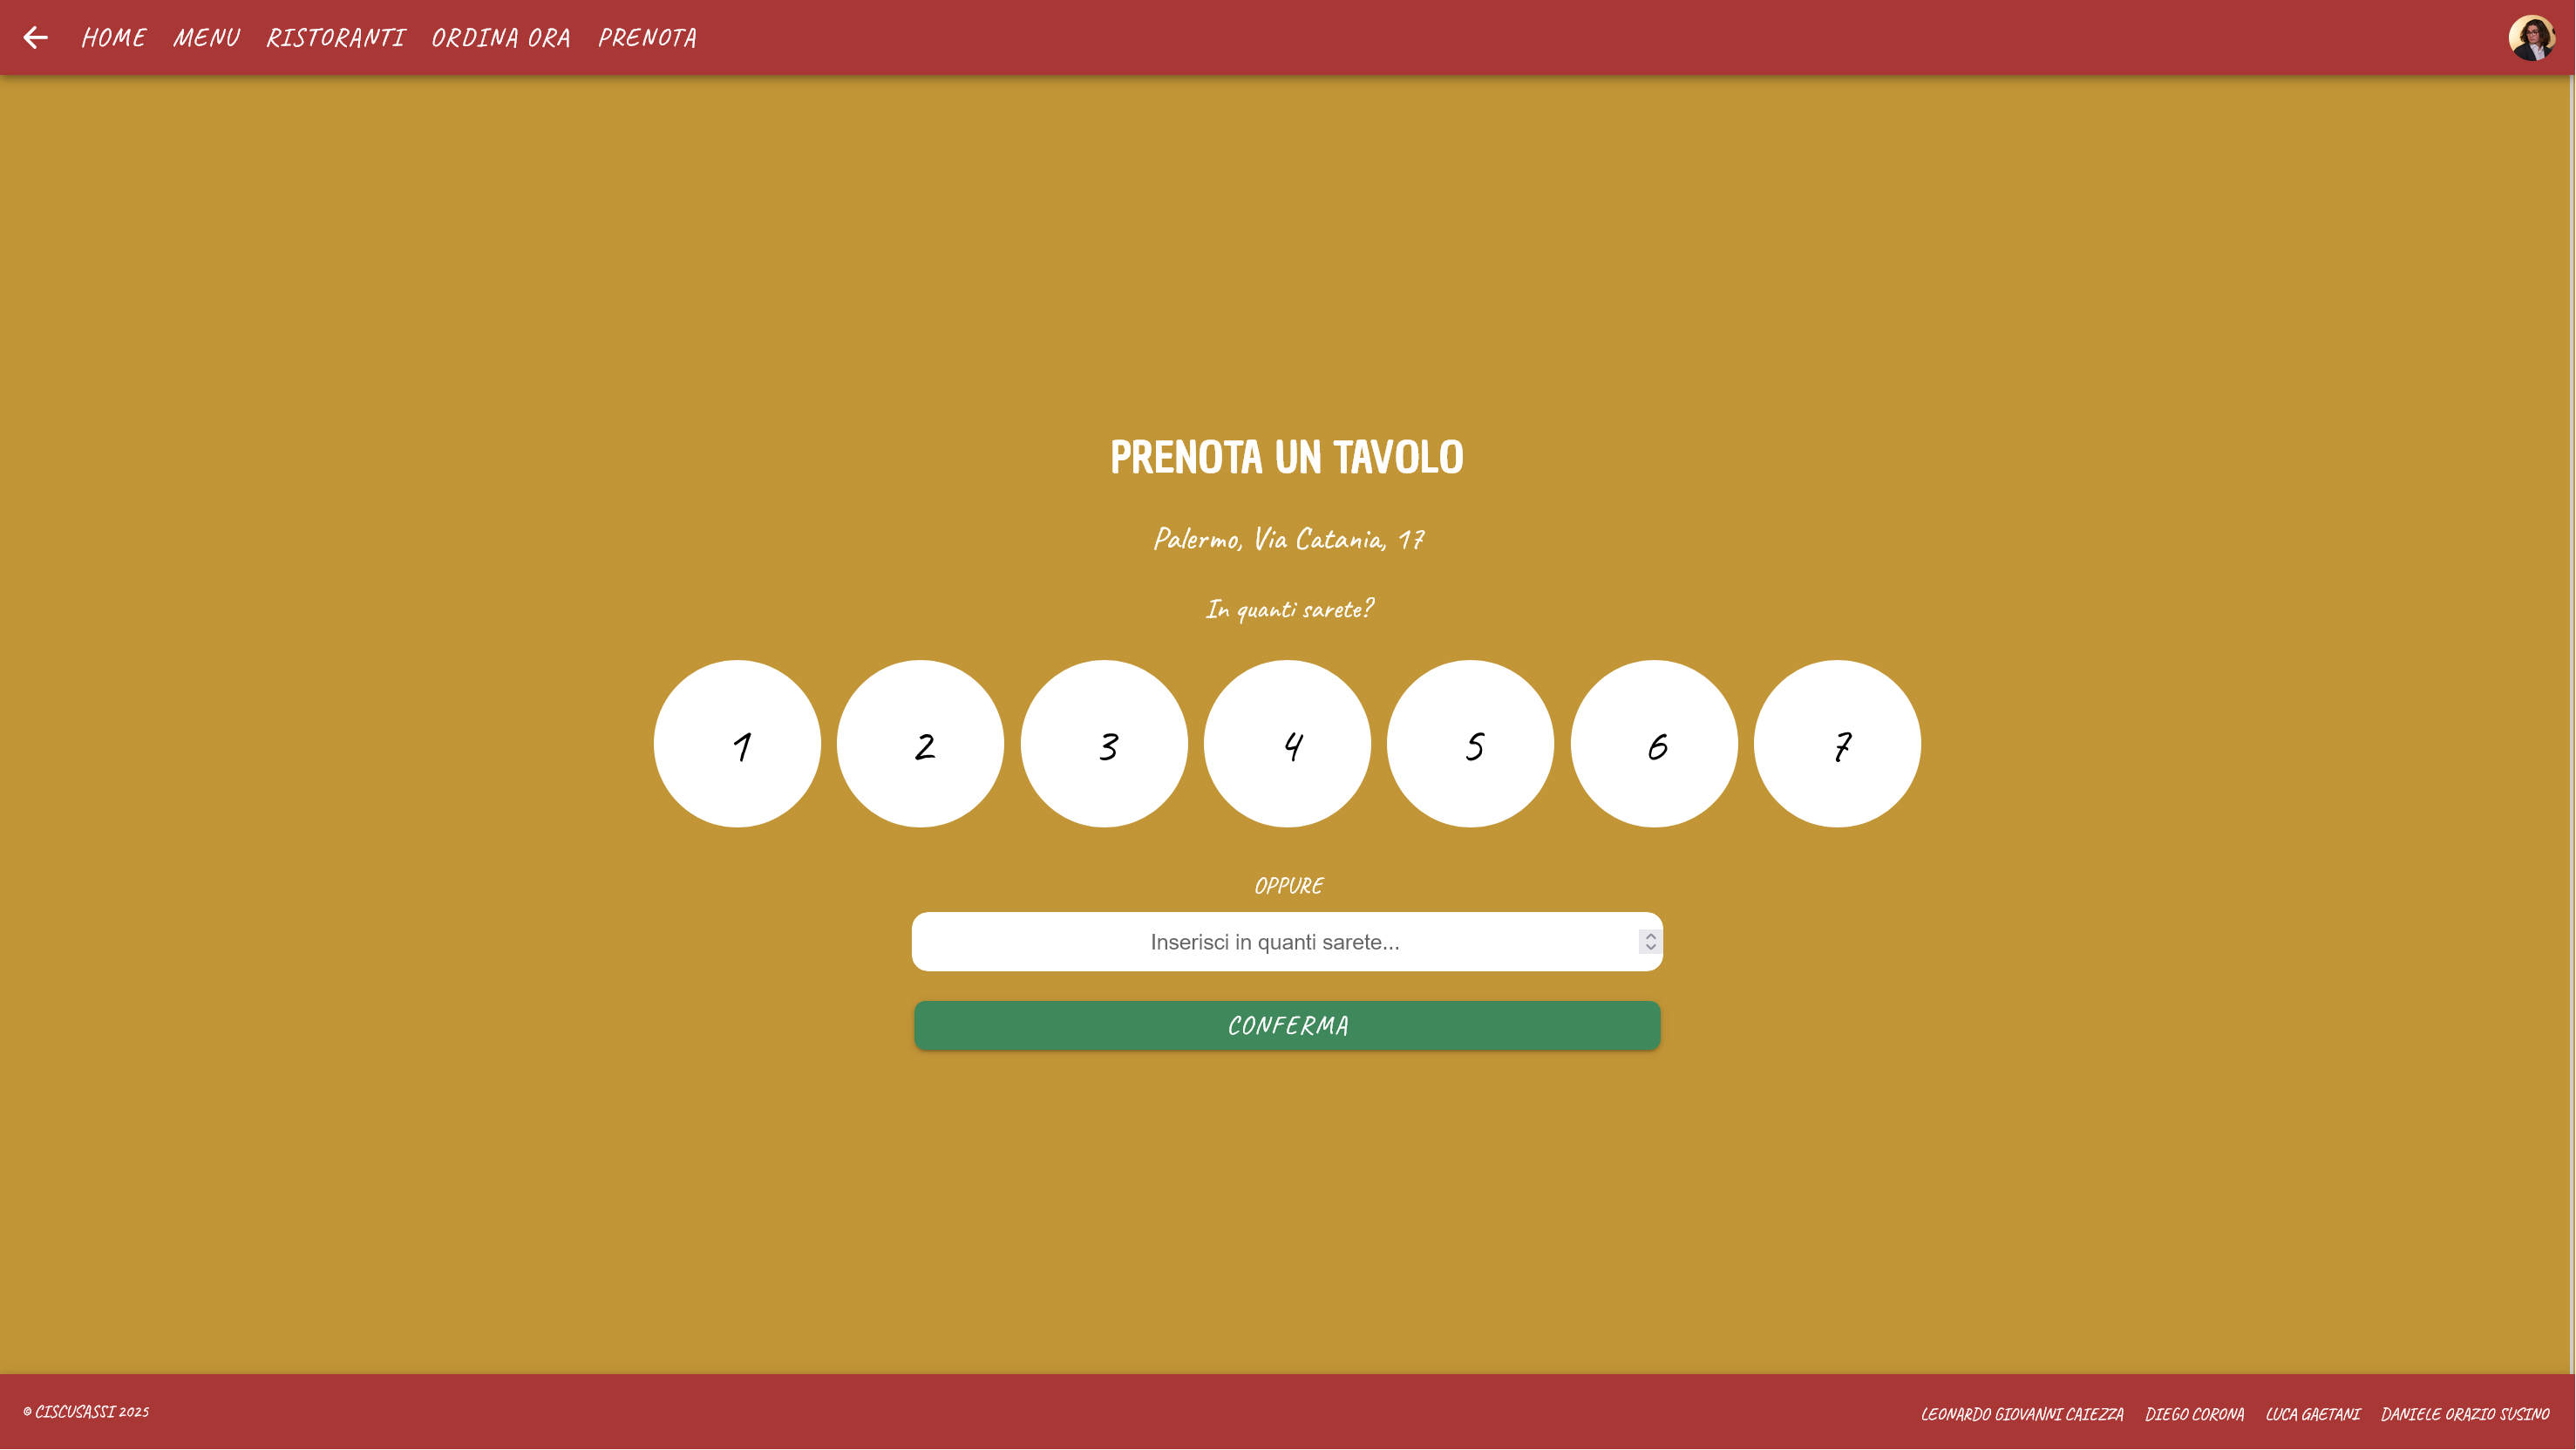 HOME MENU RISTORANTI ORDINA ORA PRENOTA
PRENOTA UN TAVOLO
Palermo, Via Catania, 17
In quanti sarete?
1 2 3 4 5 6 7
OPPURE
Inserisci in quanti sarete...
CONFERMA
© CISCUSASSI 2025 LEONARDO GIOVANNI CAIEZZA DIEGO CORONA LUCA GAETANI DANIELE ORAZIO SUSINO